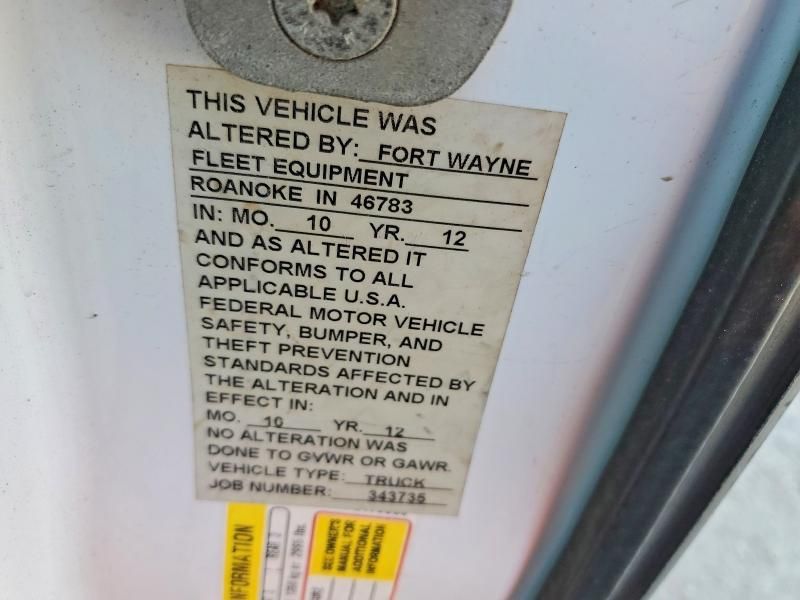 THIS VEHICLE WAS
ALTERED BY: FORT WAYNE
FLEET EQUIPMENT
ROANOKE IN 46783
IN: MO. 10 YR. 12
AND AS ALTERED IT
CONFORMS TO ALL
APPLICABLE U.S.A.
FEDERAL MOTOR VEHICLE
SAFETY, BUMPER, AND
THEFT PREVENTION
STANDARDS AFFECTED BY
THE ALTERATION AND IN
EFFECT IN:
MO. 10 YR. 12
NO ALTERATION WAS
DONE TO GVWR OR GAWR.
VEHICLE TYPE: TRUCK
JOB NUMBER: 343735
SEE OWNER'S
MANUAL FOR
ADDITIONAL
INFORMATION